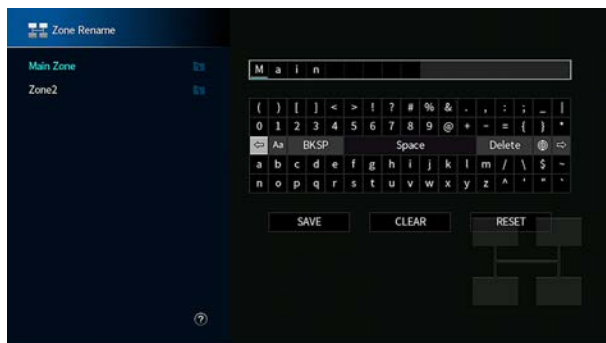 Zone Rename
Main Zone
Zone2
M a i n
( ) [ ] < > ! ? # % & . , : ; _ |
0 1 2 3 4 5 6 7 8 9 @ + - = { } *
⇦ Aa BKSP Space Delete ⇨
a b c d e f g h i j k l m / \ $ ~
n o p q r s t u v w x y z ^ ' " `
SAVE CLEAR RESET
?